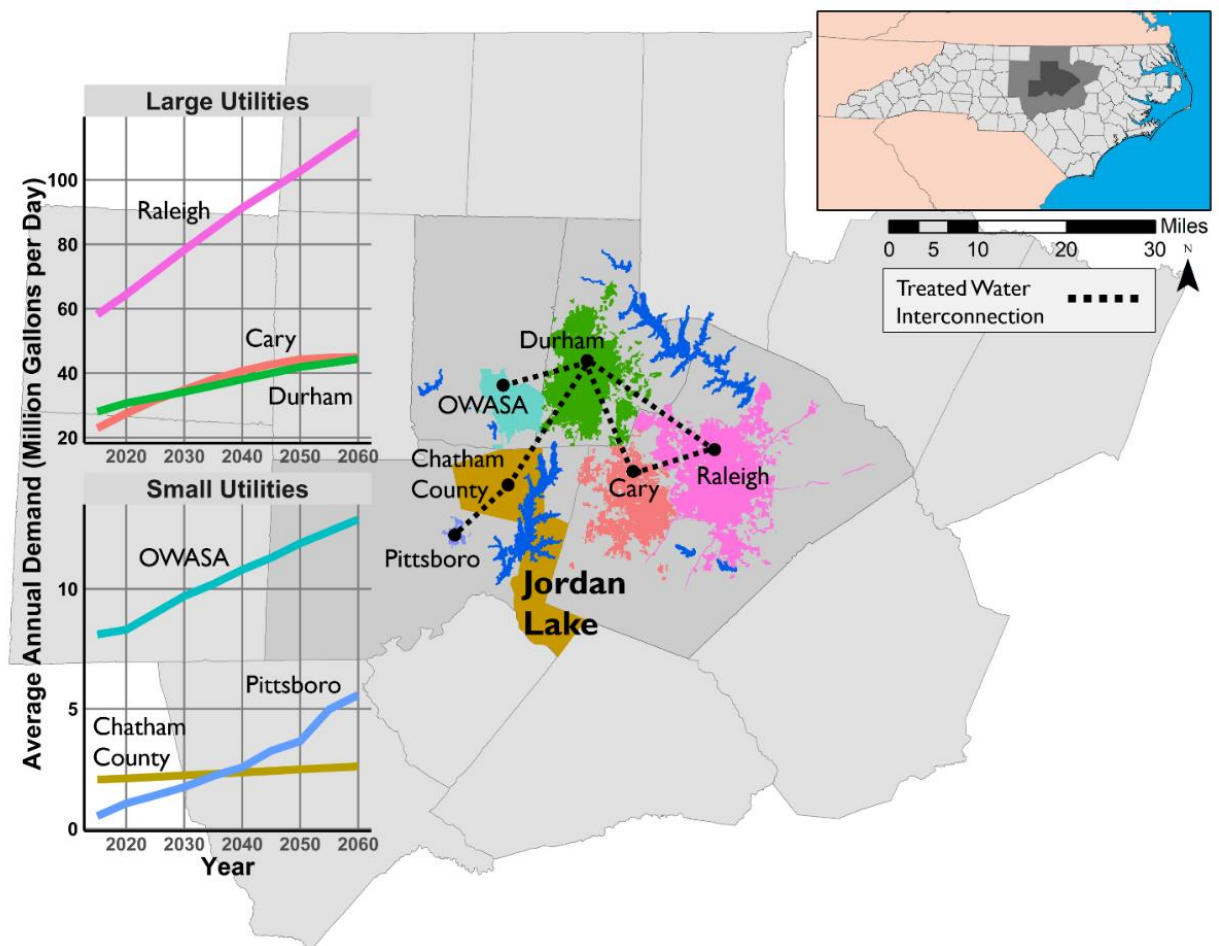 Large Utilities
Average Annual Demand (Million Gallons per Day)
100
80
60
40
20
Raleigh
Cary
Durham
2020 2030 2040 2050 2060
Small Utilities
10
5
0
OWASA
Pittsboro
Chatham
County
2020 2030 2040 2050 2060
Year
Miles
0 5 10 20 30
N
Treated Water
Interconnection
Durham
OWASA
Chatham
County
Cary
Raleigh
Pittsboro
Jordan
Lake